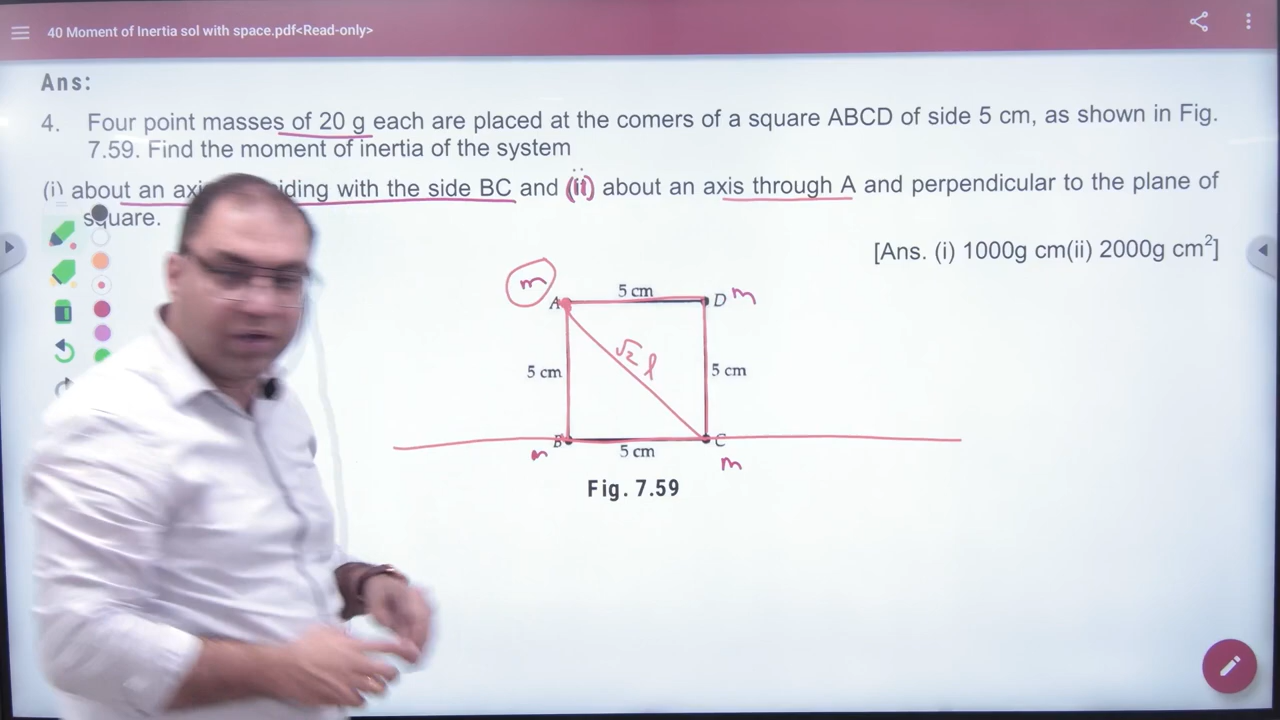 40 Moment of Inertia sol with space.pdf<Read-only>
Ans:
4. Four point masses of 20 g each are placed at the comers of a square ABCD of side 5 cm, as shown in Fig.
7.59. Find the moment of inertia of the system
(i) about an axi iding with the side BC and (ii) about an axis through A and perpendicular to the plane of
square.
[Ans. (i) 1000g cm(ii) 2000g cm²]
m
A 5 cm D m
√2 l
5 cm 5 cm
B C
m 5 cm m
Fig. 7.59